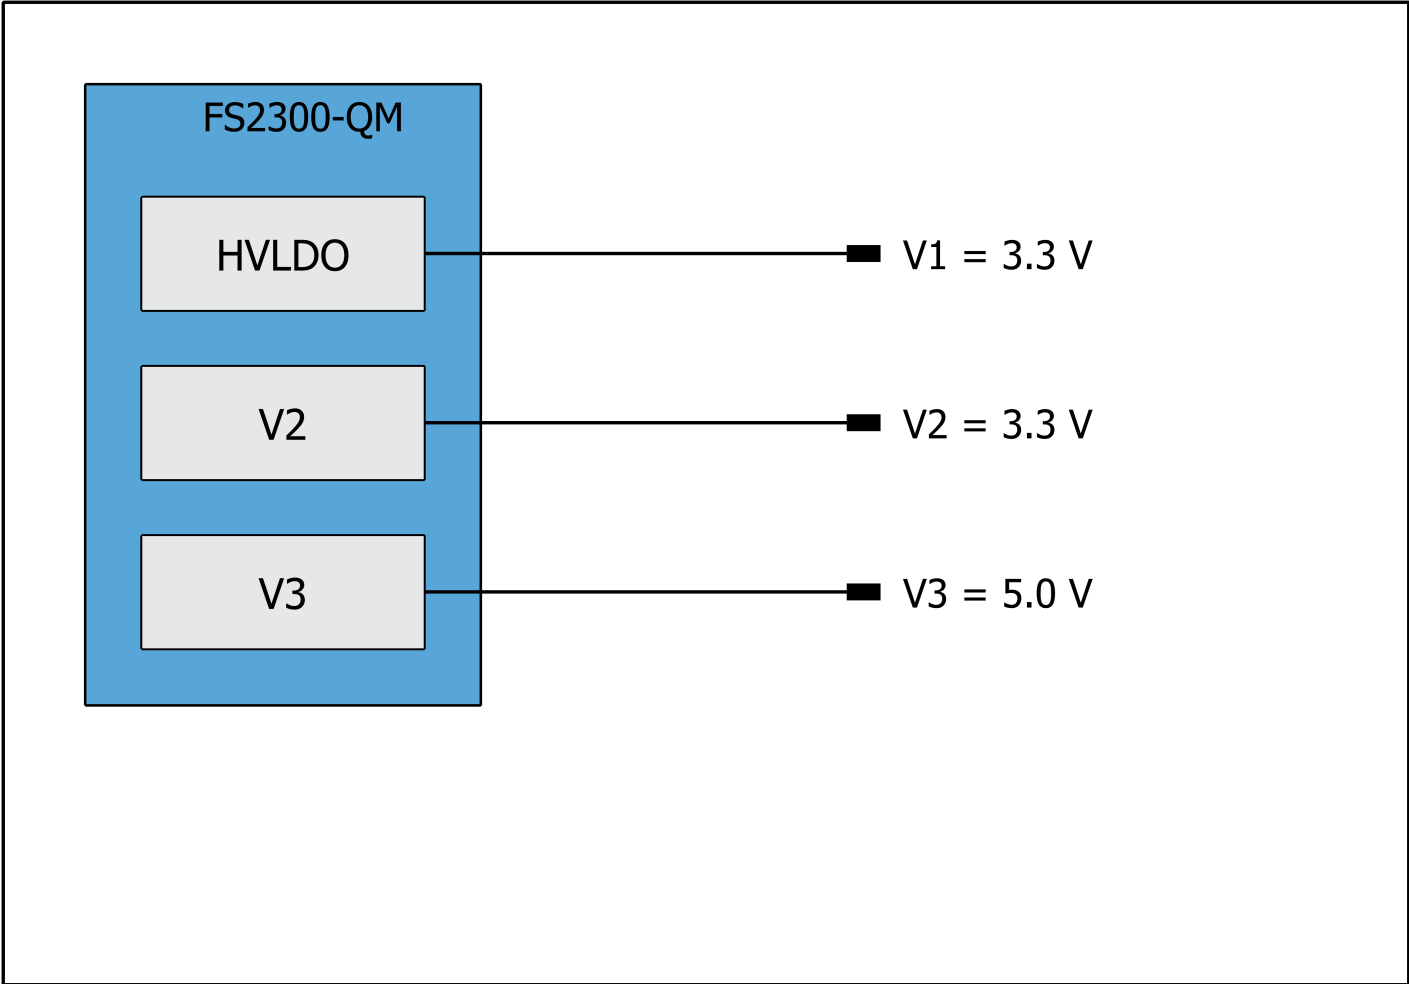 FS2300-QM
HVLDO
V1 = 3.3 V
V2
V2 = 3.3 V
V3
V3 = 5.0 V